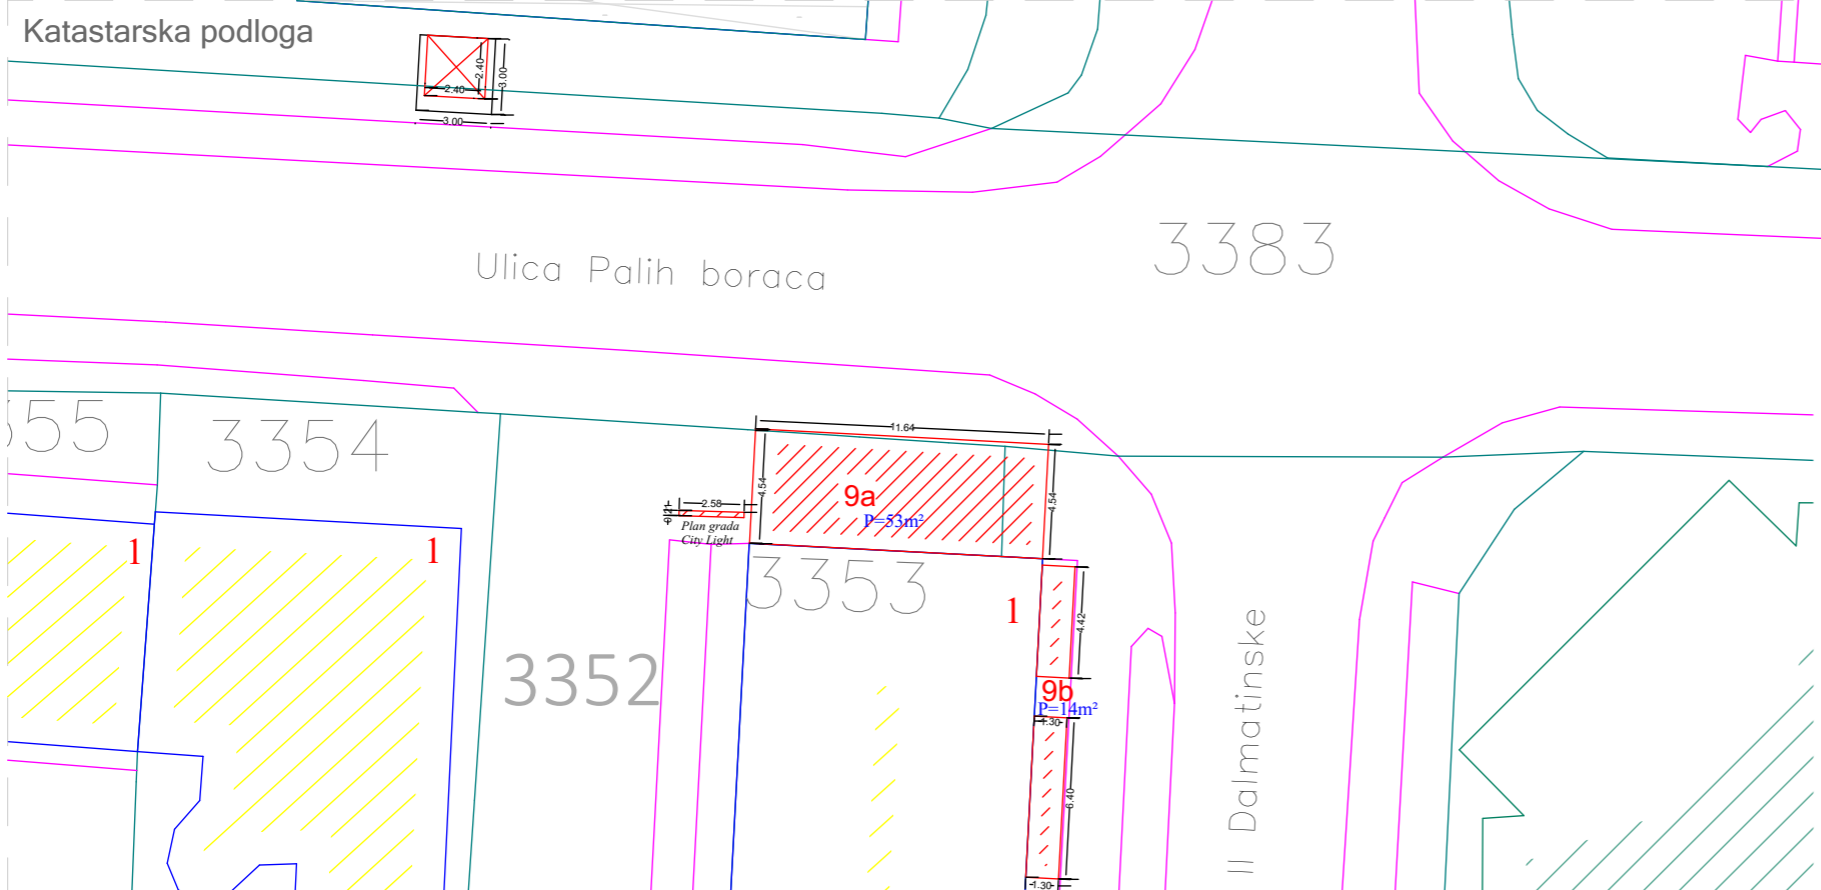 Katastarska podloga
2.40
3.00
2.40
3.00
3383
Ulica Palih boraca
3354
11.64
4.54
4.54
9a
P=53m²
2.58
Plan grada
City Light
1
1
3353
1
4.42
3352
9b
P=14m²
1.30
6.40
II Dalmatinske
1.30